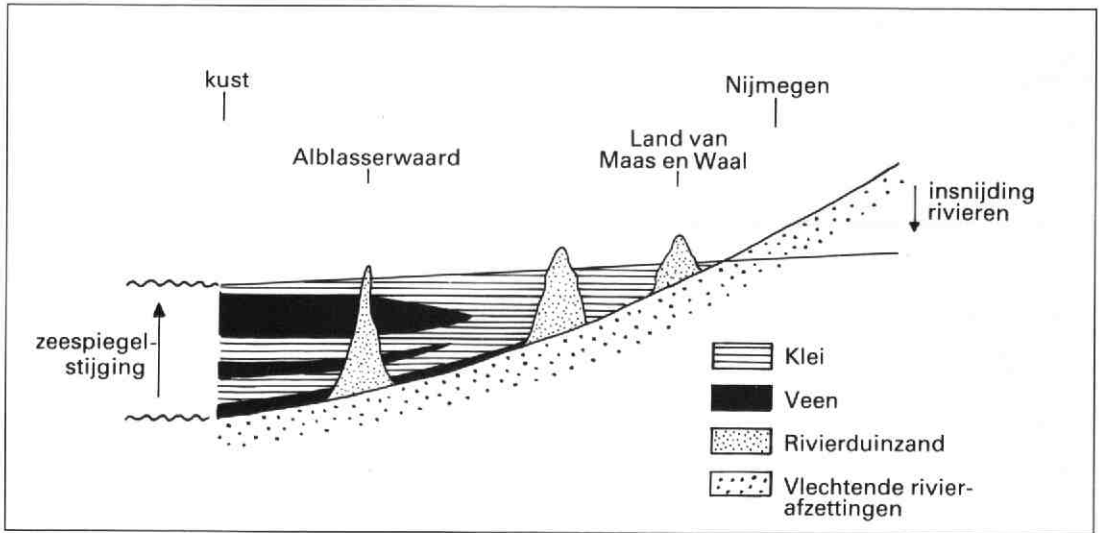 kust
Nijmegen
Alblasserwaard
Land van
Maas en Waal
insnijding
rivieren
zeespiegel-
stijging
Klei
Veen
Rivierduinzand
Vlechtende rivier-
afzettingen